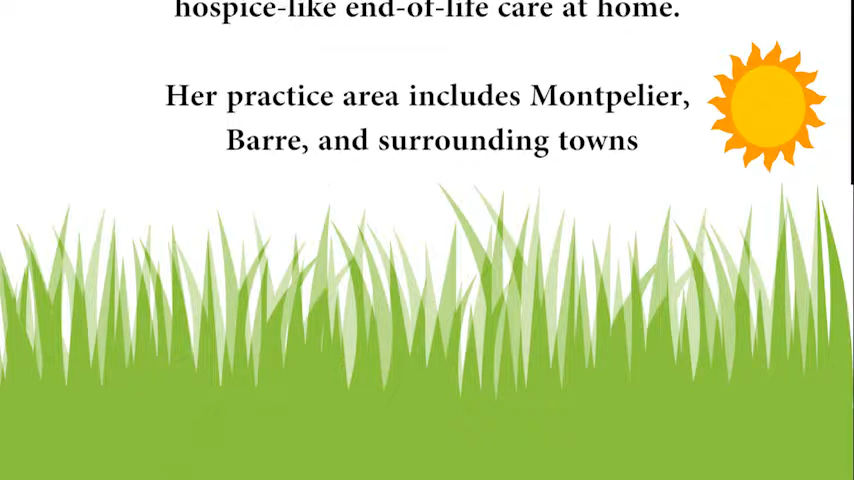 hospice-like end-of-life care at home.
Her practice area includes Montpelier,
Barre, and surrounding towns